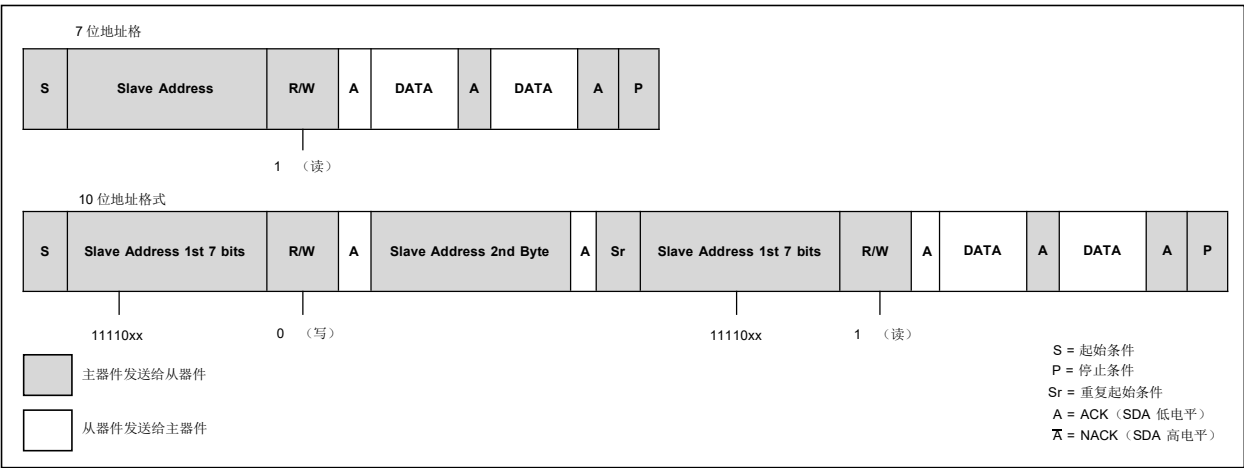 7 位地址格
S Slave Address R/W A DATA A DATA A P
1 （读）
10 位地址格式
S Slave Address 1st 7 bits R/W A Slave Address 2nd Byte A Sr Slave Address 1st 7 bits R/W A DATA A DATA A P
11110xx 0 （写） 11110xx 1 （读）
主器件发送给从器件
从器件发送给主器件
S = 起始条件
P = 停止条件
Sr = 重复起始条件
A = ACK（SDA 低电平）
A̅ = NACK（SDA 高电平）